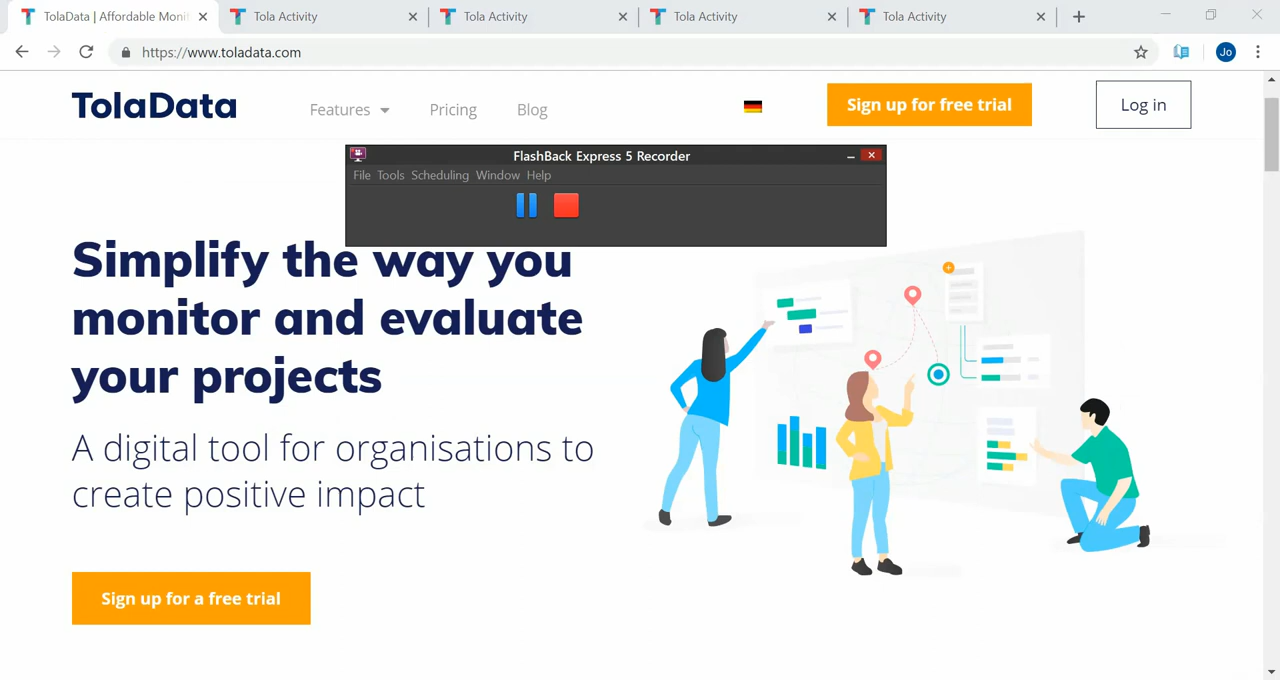 TolaData | Affordable Moni
Tola Activity
Tola Activity
Tola Activity
Tola Activity
https://www.toladata.com
Jo
TolaData
Features
Pricing
Blog
Sign up for free trial
Log in
FlashBack Express 5 Recorder
File Tools Scheduling Window Help
Simplify the way you
monitor and evaluate
your projects
A digital tool for organisations to
create positive impact
Sign up for a free trial